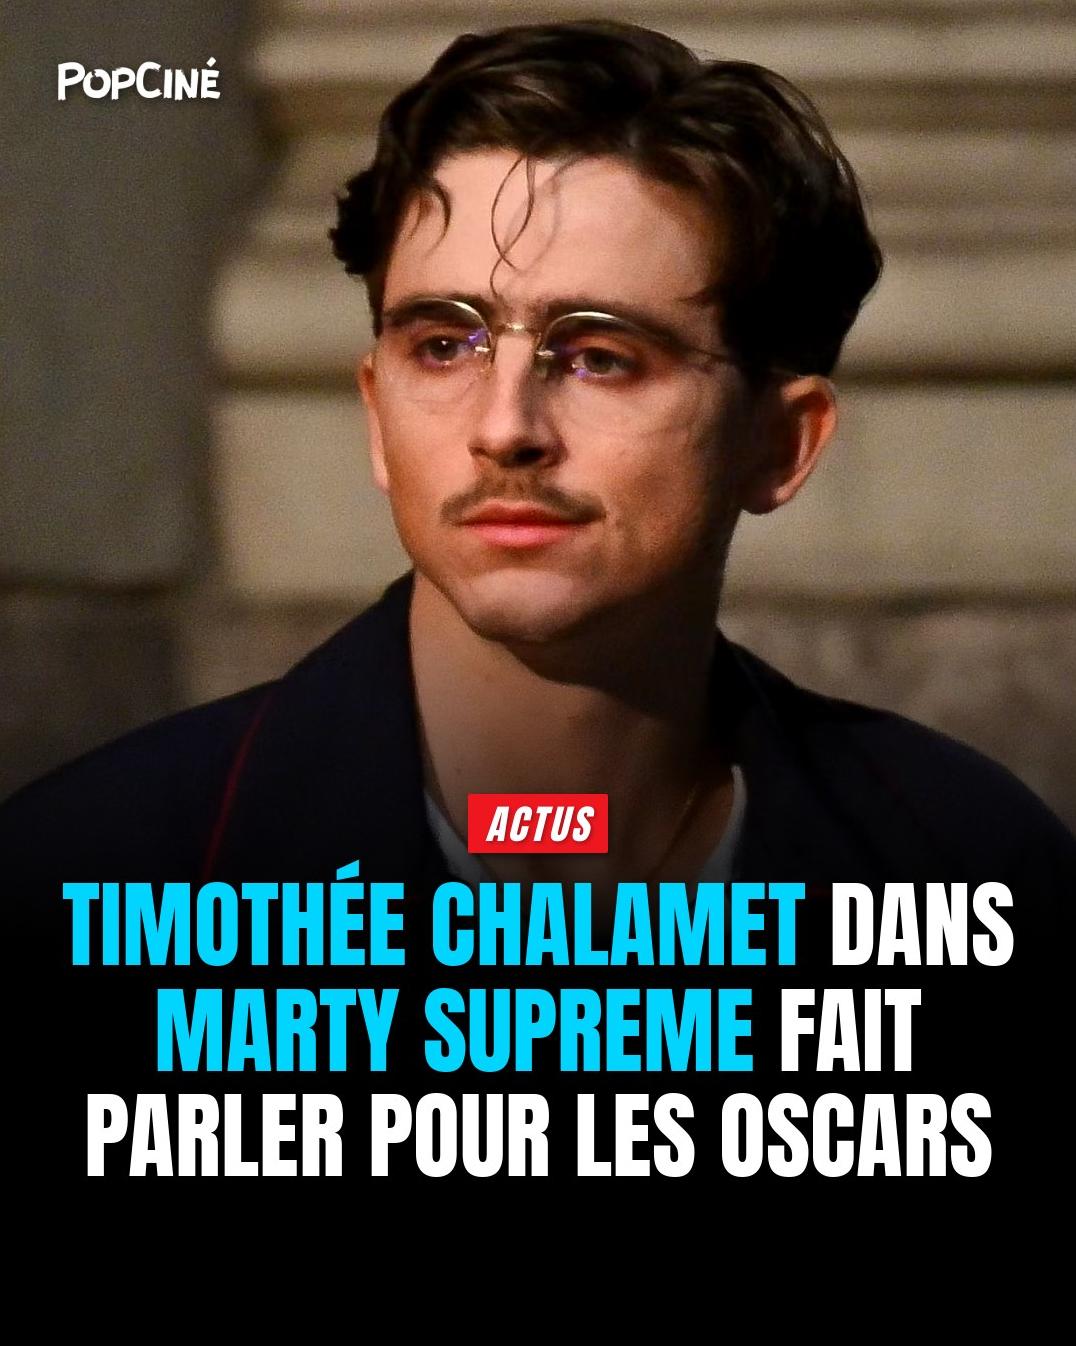 POPCINÉ
ACTUS
TIMOTHÉE CHALAMET DANS
MARTY SUPREME FAIT
PARLER POUR LES OSCARS